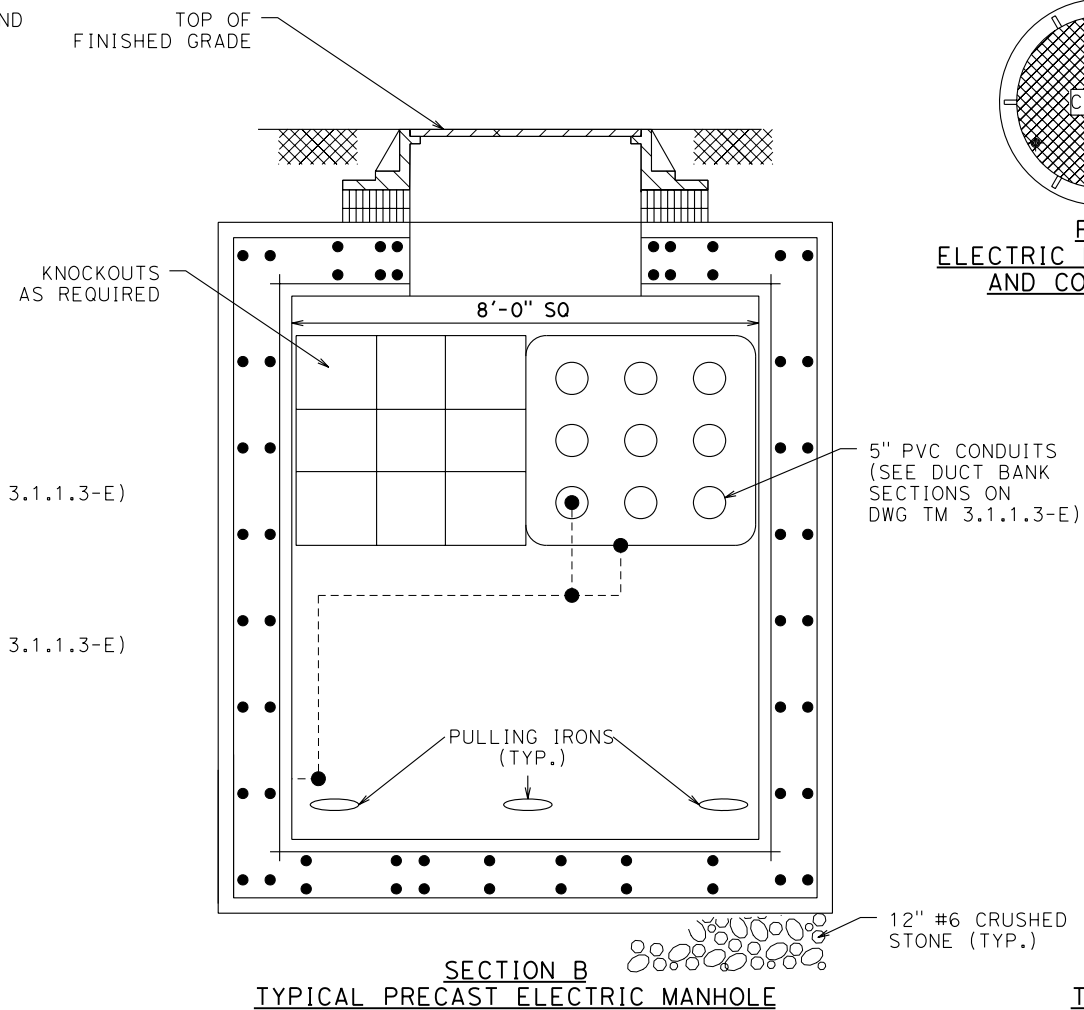 ND
TOP OF
FINISHED GRADE
C
KNOCKOUTS
AS REQUIRED
8'-0" SQ
ELECTRIC
AND CO
3.1.1.3-E)
5" PVC CONDUITS
(SEE DUCT BANK
SECTIONS ON
DWG TM 3.1.1.3-E)
3.1.1.3-E)
PULLING IRONS
(TYP.)
12" #6 CRUSHED
STONE (TYP.)
SECTION B
TYPICAL PRECAST ELECTRIC MANHOLE
T